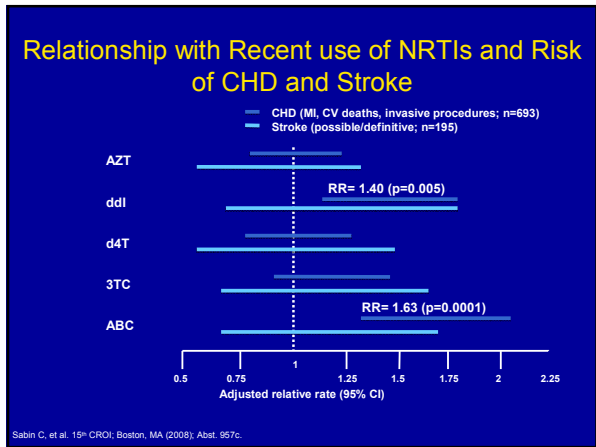 Relationship with Recent use of NRTIs and Risk
of CHD and Stroke
CHD (MI, CV deaths, invasive procedures; n=693)
Stroke (possible/definitive; n=195)
AZT
RR= 1.40 (p=0.005)
ddI
d4T
3TC
RR= 1.63 (p=0.0001)
ABC
0.5 0.75 1 1.25 1.5 1.75 2 2.25
Adjusted relative rate (95% CI)
Sabin C, et al. 15th CROI; Boston, MA (2008); Abst. 957c.